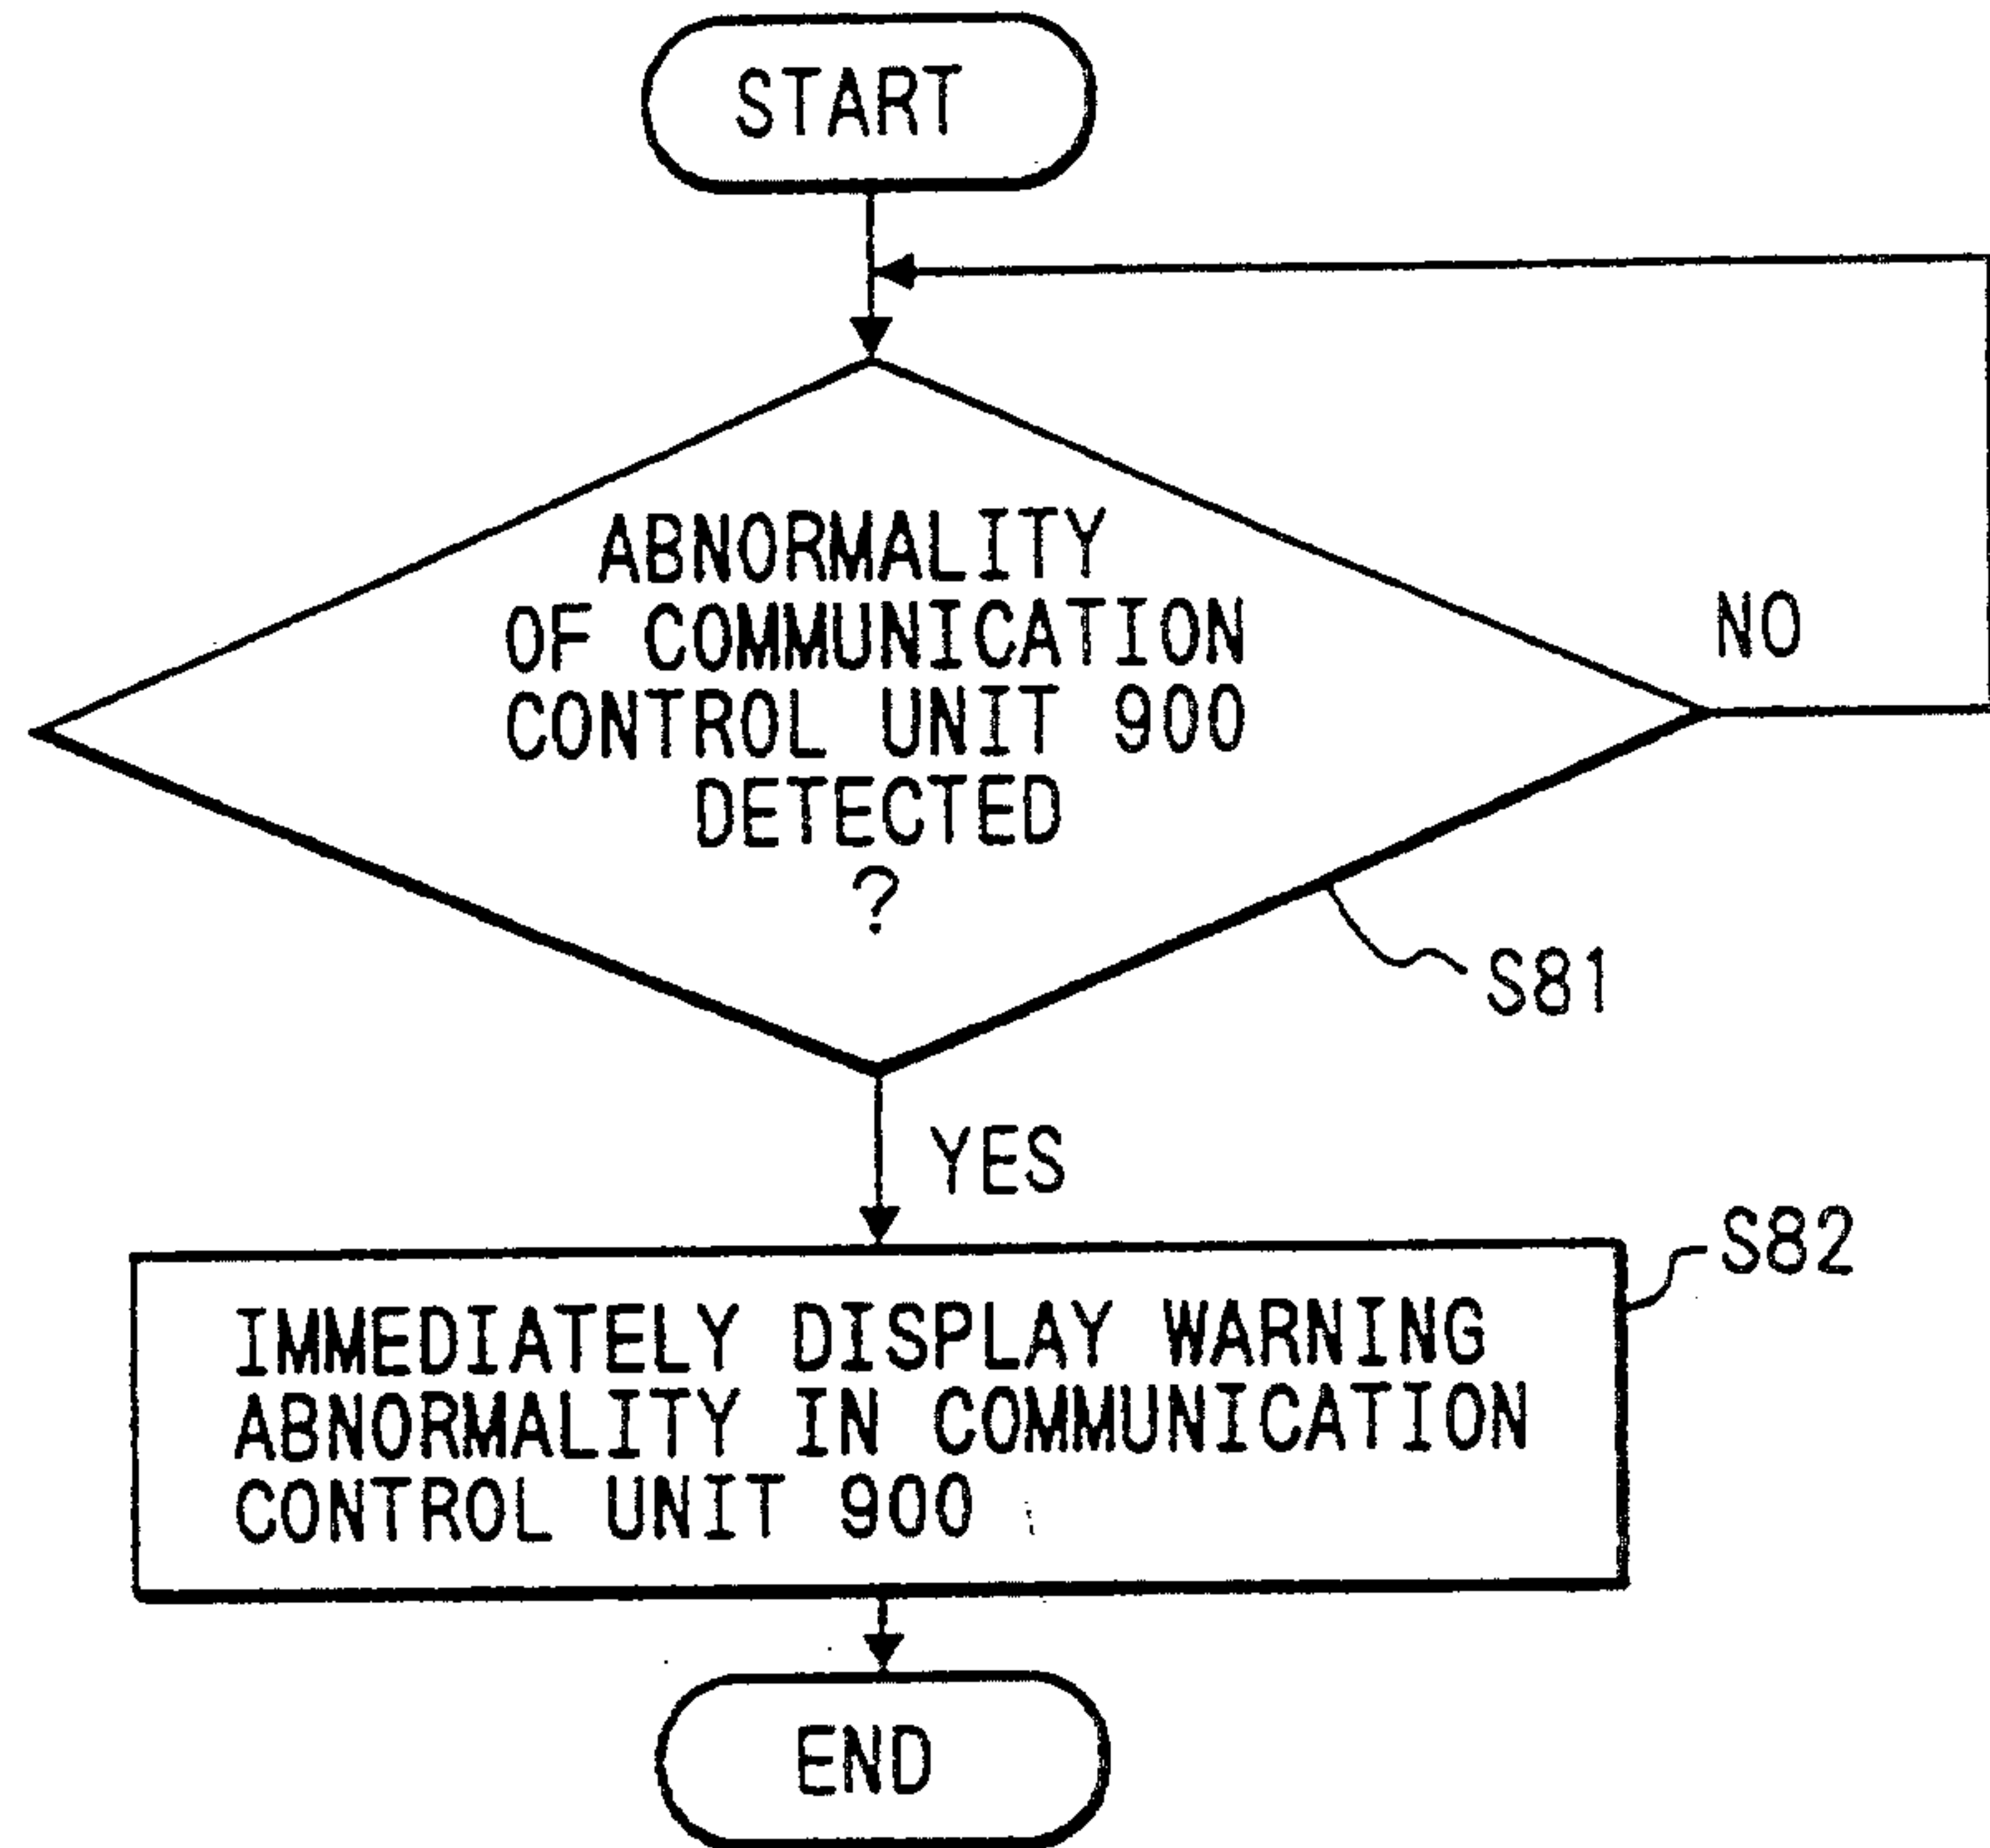 START
ABNORMALITY
OF COMMUNICATION
CONTROL UNIT 900
DETECTED
?
NO
S81
YES
S82
IMMEDIATELY DISPLAY WARNING
ABNORMALITY IN COMMUNICATION
CONTROL UNIT 900
END